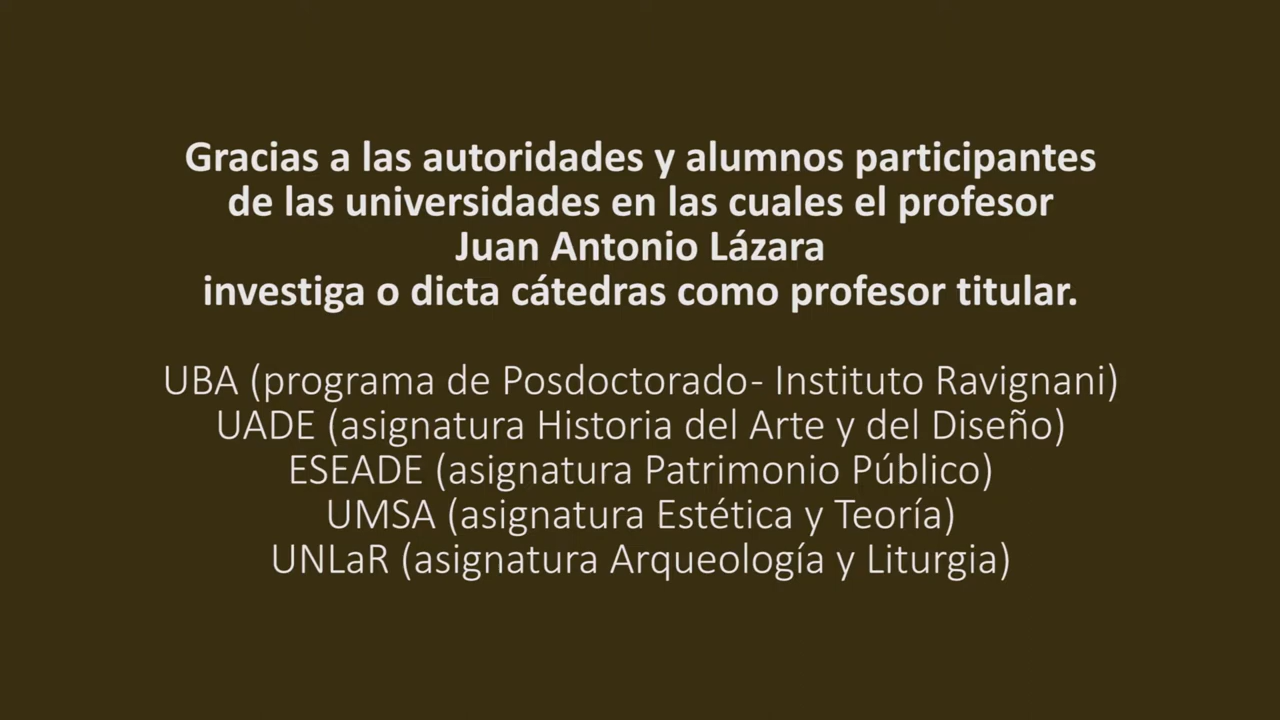 Gracias a las autoridades y alumnos participantes
de las universidades en las cuales el profesor
Juan Antonio Lázara
investiga o dicta cátedras como profesor titular.
UBA (programa de Posdoctorado- Instituto Ravignani)
UADE (asignatura Historia del Arte y del Diseño)
ESEADE (asignatura Patrimonio Público)
UMSA (asignatura Estética y Teoría)
UNLaR (asignatura Arqueología y Liturgia)